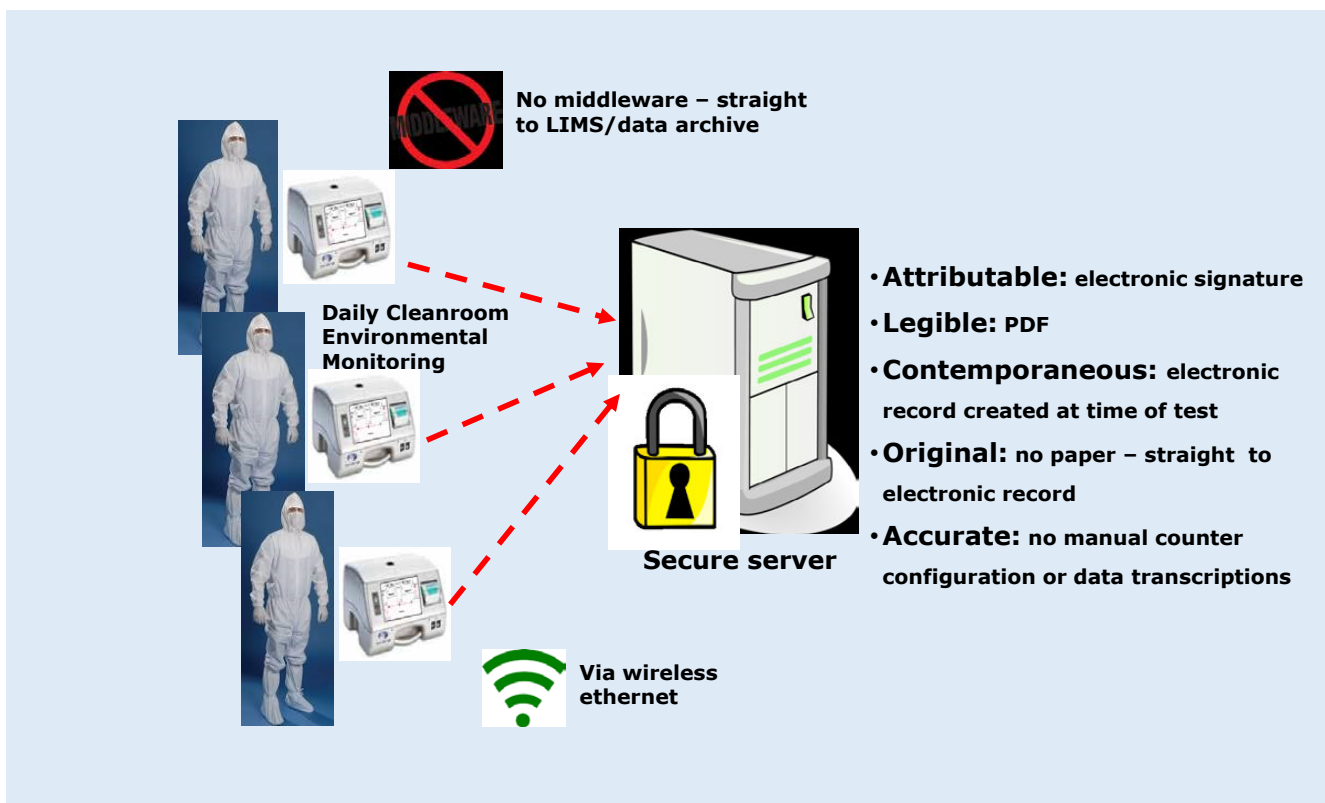 MIDDLEWARE
No middleware – straight
to LIMS/data archive
Daily Cleanroom
Environmental
Monitoring
Secure server
•Attributable: electronic signature
•Legible: PDF
•Contemporaneous: electronic
record created at time of test
•Original: no paper – straight to
electronic record
•Accurate: no manual counter
configuration or data transcriptions
Via wireless
ethernet